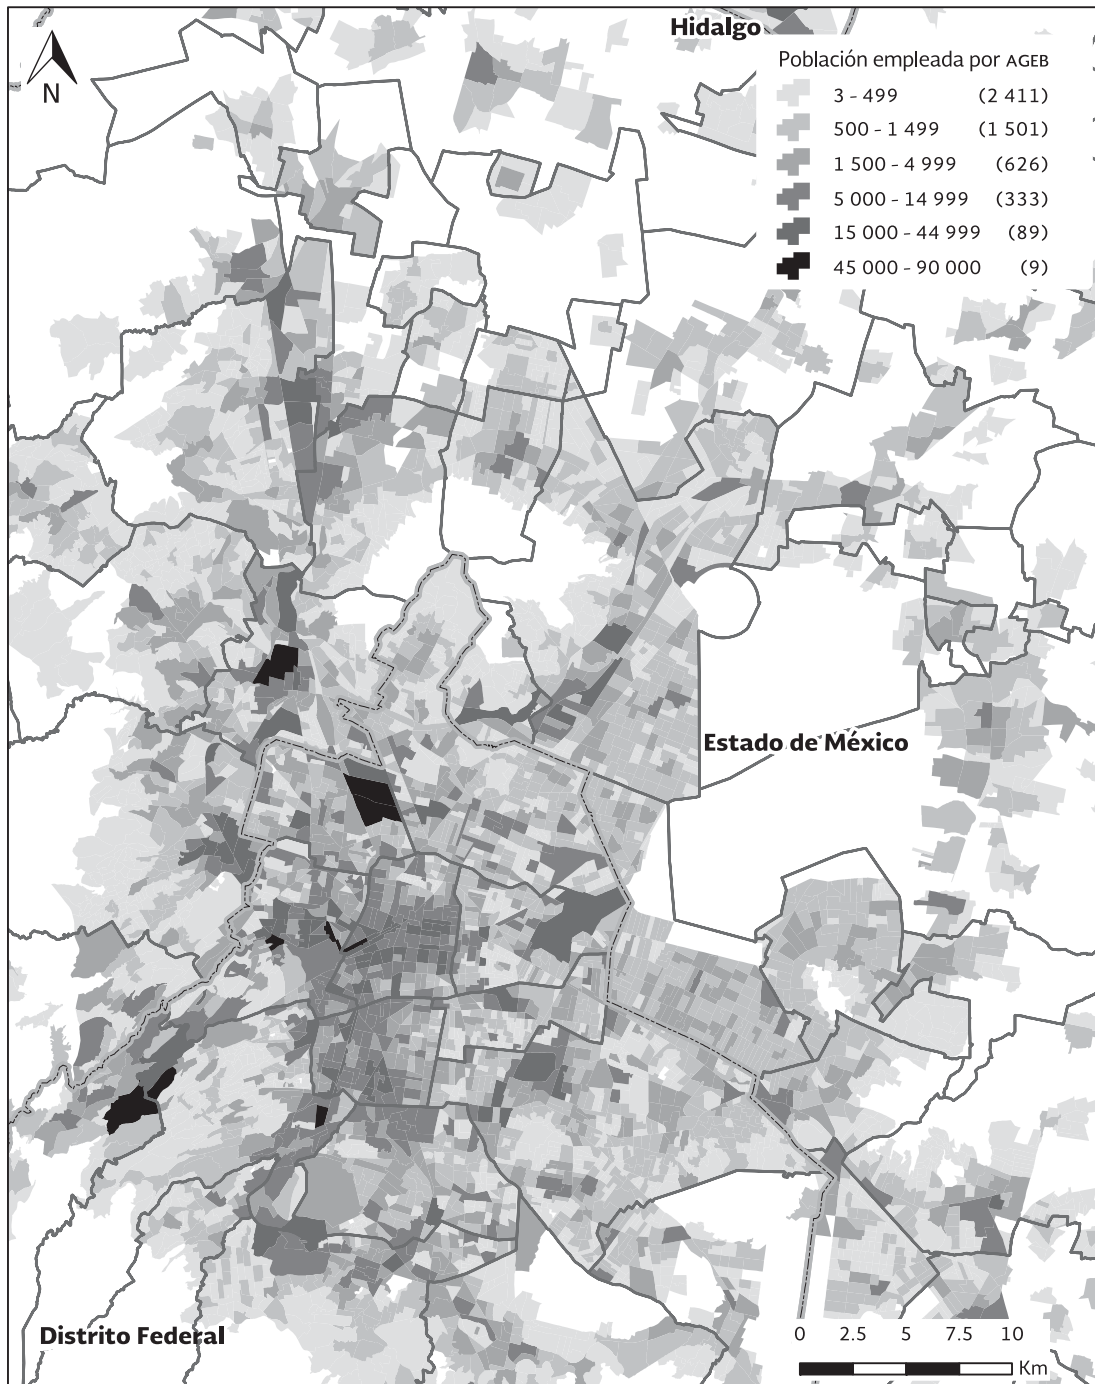 Hidalgo
N
Población empleada por AGEB
3 - 499 (2 411)
500 - 1 499 (1 501)
1 500 - 4 999 (626)
5 000 - 14 999 (333)
15 000 - 44 999 (89)
45 000 - 90 000 (9)
Estado de México
Distrito Federal
0 2.5 5 7.5 10
Km